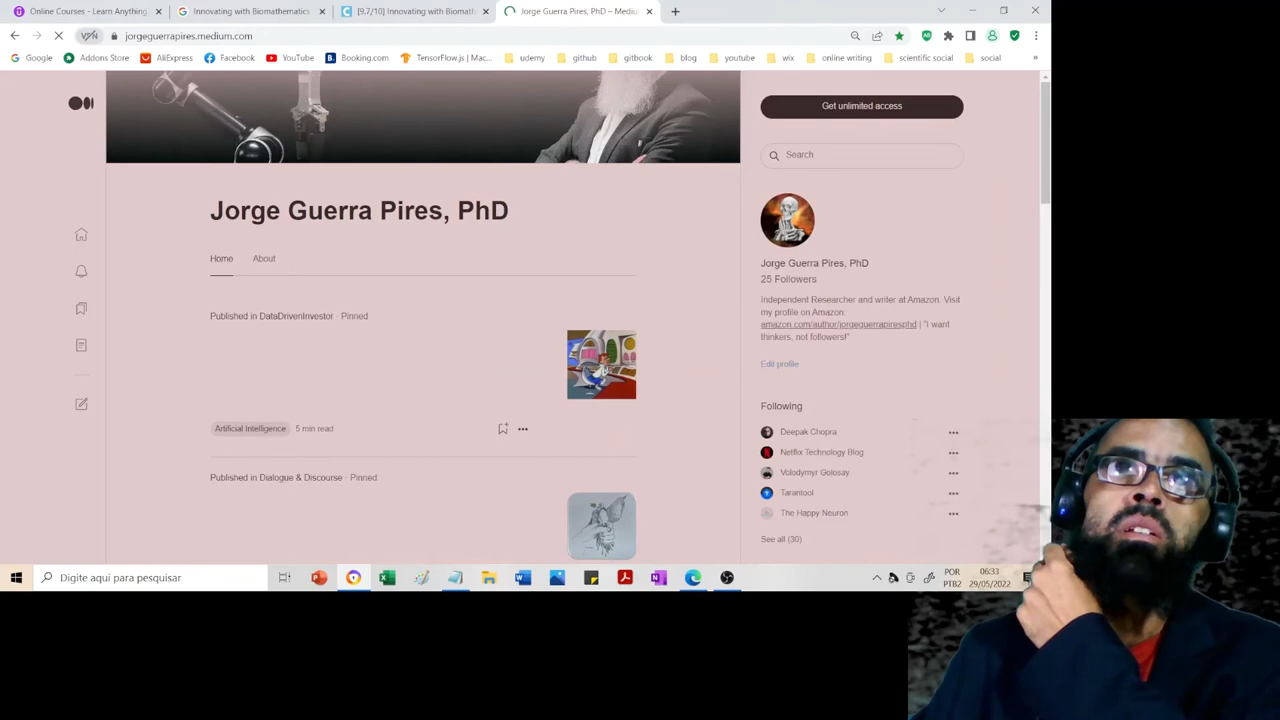 Online Courses - Learn Anything,
Innovating with Biomathematics
[9.7/10] Innovating with Biomath
Jorge Guerra Pires, PhD – Mediu
VPN
jorgeguerrapires.medium.com
Google
Addons Store
AliExpress
Facebook
YouTube
Booking.com
TensorFlow.js | Mac...
udemy
github
gitbook
blog
youtube
wix
online writing
scientific social
social
Get unlimited access
Search
Jorge Guerra Pires, PhD
Home
About
Published in DataDrivenInvestor · Pinned
Artificial Intelligence
5 min read
Published in Dialogue & Discourse · Pinned
Jorge Guerra Pires, PhD
25 Followers
Independent Researcher and writer at Amazon. Visit
my profile on Amazon:
amazon.com/author/jorgeguerrapiresphd | "I want
thinkers, not followers!"
Edit profile
Following
Deepak Chopra
Netflix Technology Blog
Volodymyr Golosay
Tarantool
The Happy Neuron
See all (30)
Digite aqui para pesquisar
POR
PTB2
06:33
29/05/2022